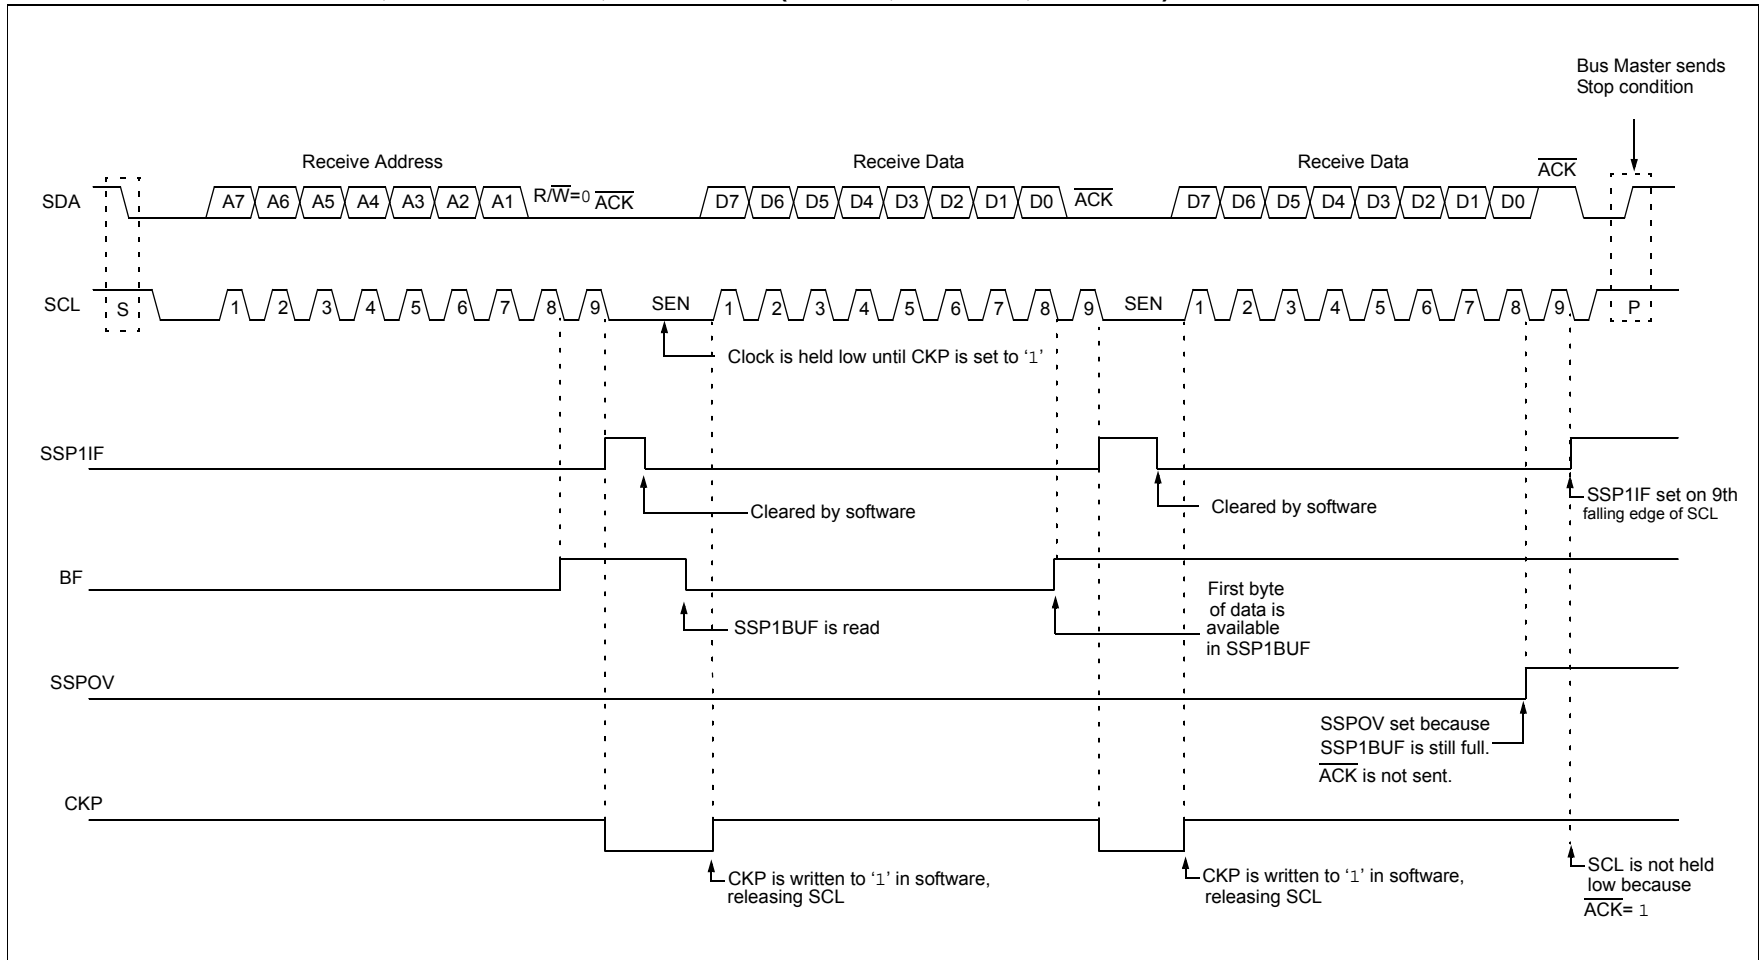 Bus Master sends
Stop condition
Receive Address
Receive Data
Receive Data
ACK
SDA
A7 A6 A5 A4 A3 A2 A1 R/W=0 ACK
D7 D6 D5 D4 D3 D2 D1 D0 ACK
D7 D6 D5 D4 D3 D2 D1 D0
SCL
S 1 2 3 4 5 6 7 8 9 SEN 1 2 3 4 5 6 7 8 9 SEN 1 2 3 4 5 6 7 8 9 P
Clock is held low until CKP is set to ‘1’
SSP1IF
Cleared by software
Cleared by software
SSP1IF set on 9th
falling edge of SCL
BF
SSP1BUF is read
First byte
of data is
available
in SSP1BUF
SSPOV
SSPOV set because
SSP1BUF is still full.
ACK is not sent.
CKP
CKP is written to ‘1’ in software,
releasing SCL
CKP is written to ‘1’ in software,
releasing SCL
SCL is not held
low because
ACK= 1